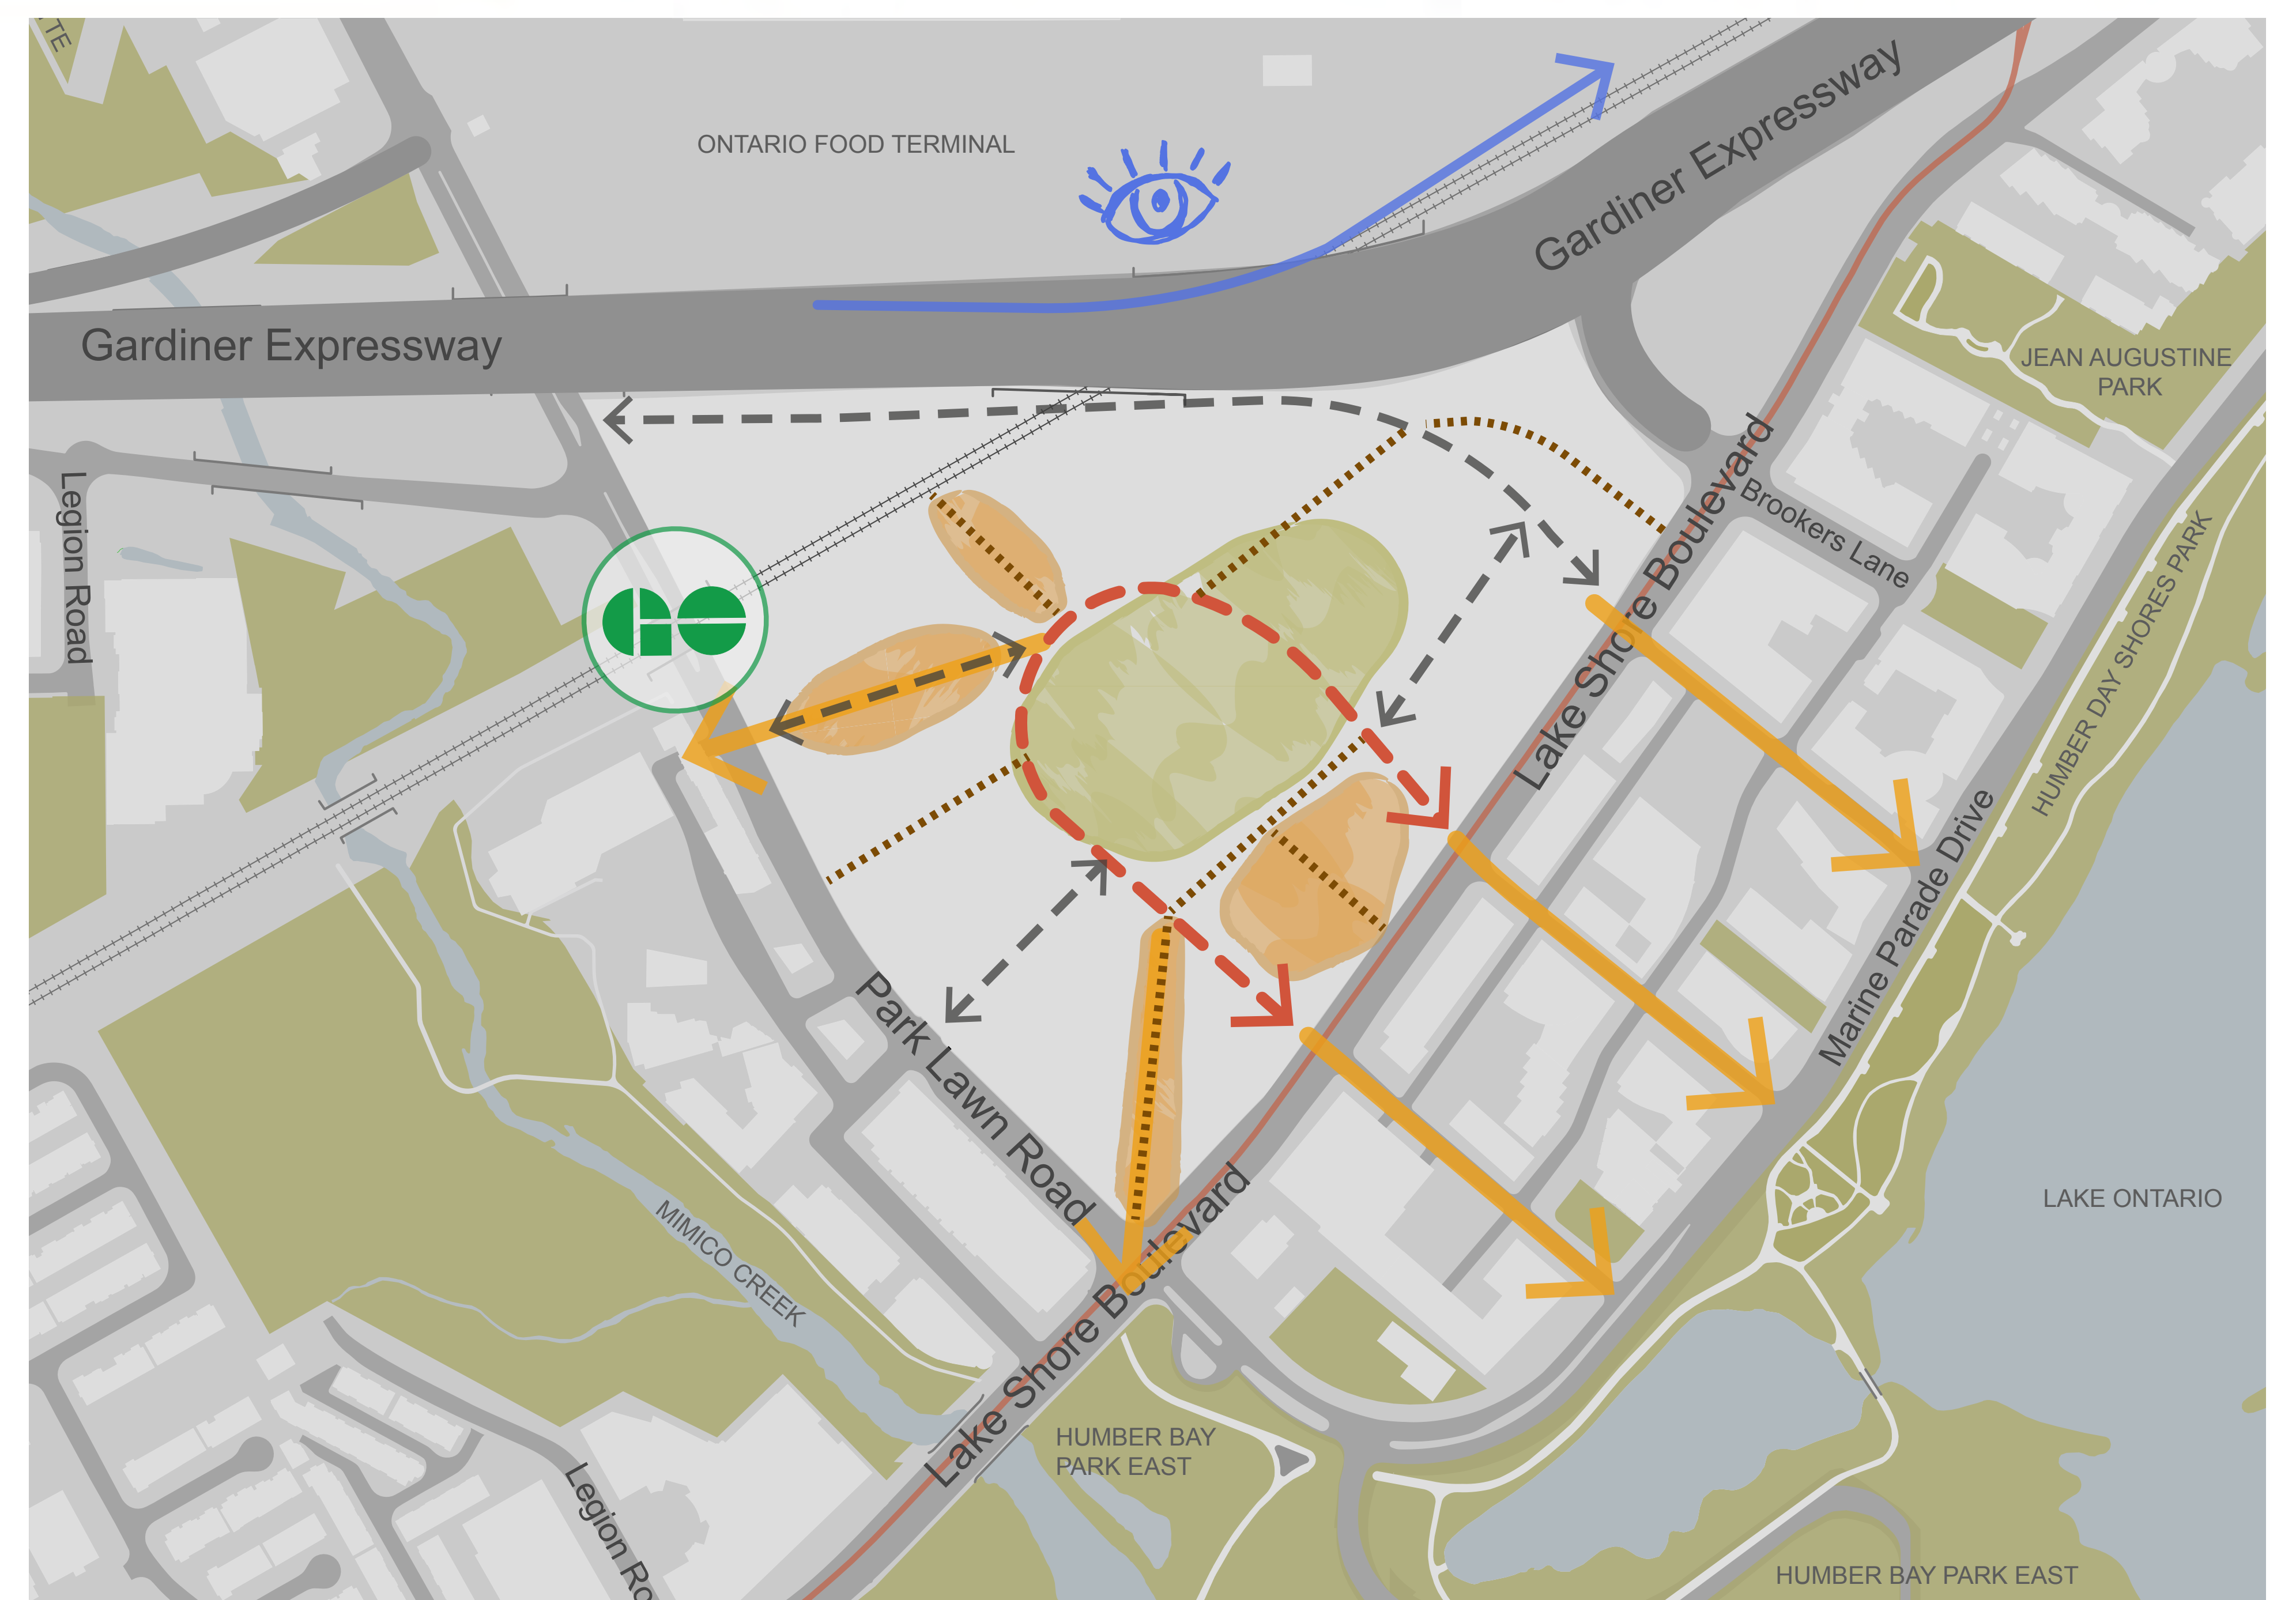 TE
ONTARIO FOOD TERMINAL
Gardiner Expressway
Gardiner Expressway
JEAN AUGUSTINE
PARK
Legion Road
Lake Shore Boulevard
Brookers Lane
HUMBER DAY SHORES PARK
Marine Parade Drive
Park Lawn Road
LAKE ONTARIO
MIMICO CREEK
Lake Shore Boulevard
HUMBER BAY
PARK EAST
Legion Ro
HUMBER BAY PARK EAST